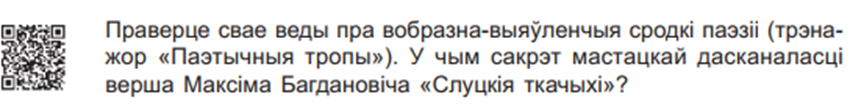 Праверце свае веды пра вобразна-выяўленчыя сродкі паэзіі (трэна-
жор «Паэтычныя тропы»). У чым сакрэт мастацкай дасканаласці
верша Максіма Багдановіча «Слуцкія ткачыхі»?